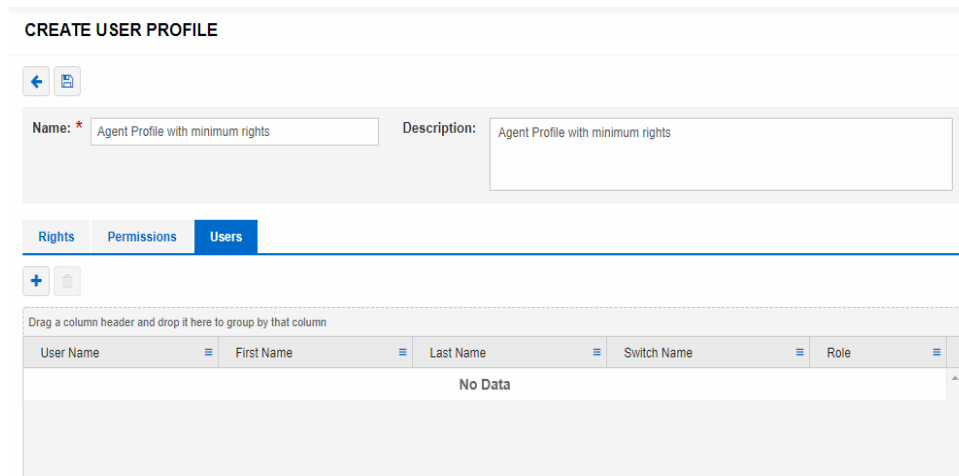 CREATE USER PROFILE
Name: * Agent Profile with minimum rights Description: Agent Profile with minimum rights
Rights Permissions Users
Drag a column header and drop it here to group by that column
User Name First Name Last Name Switch Name Role
No Data